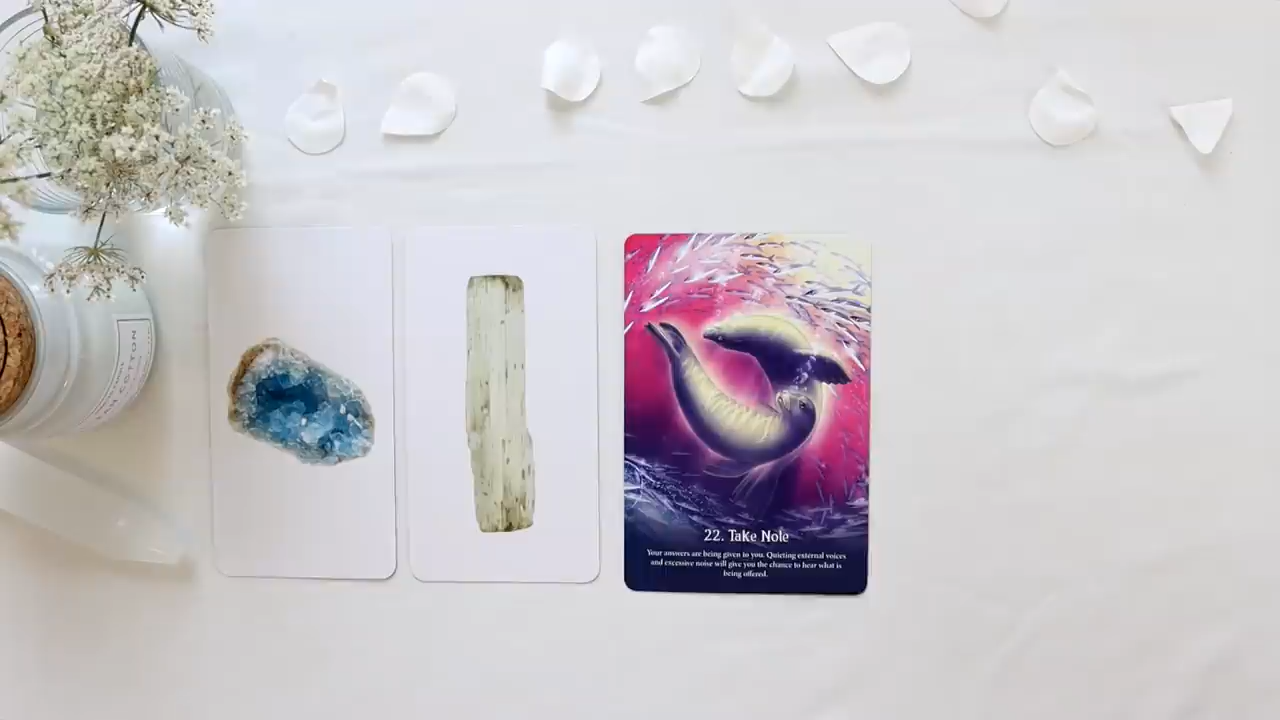 COTTON
22. Take Note
Your answers are being given to you. Quieting external voices
and excessive noise will give you the chance to hear what is
being offered.